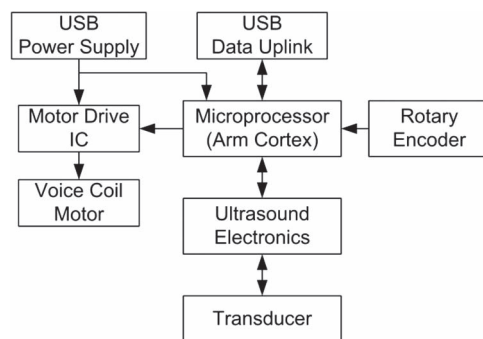 USB
Power Supply
USB
Data Uplink
Motor Drive
IC
Microprocessor
(Arm Cortex)
Rotary
Encoder
Voice Coil
Motor
Ultrasound
Electronics
Transducer